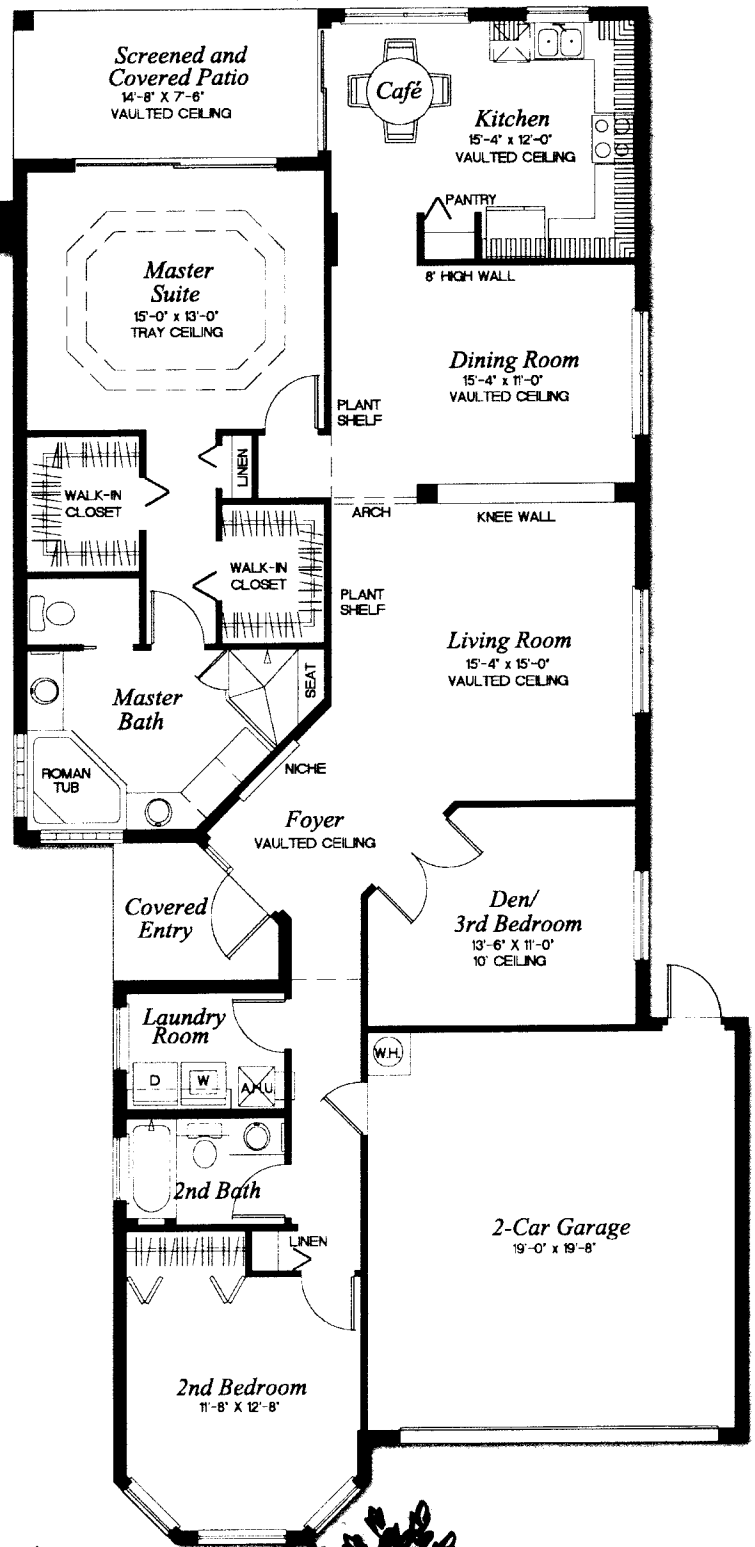 Screened and
Covered Patio
14'-8" X 7'-6"
VAULTED CEILING
Café
Kitchen
15'-4" x 12'-0"
VAULTED CEILING
PANTRY
8' HIGH WALL
Master
Suite
15'-0" x 13'-0"
TRAY CEILING
Dining Room
15'-4" x 11'-0"
VAULTED CEILING
PLANT
SHELF
LINEN
WALK-IN
CLOSET
ARCH
KNEE WALL
WALK-IN
CLOSET
PLANT
SHELF
Living Room
15'-4" x 15'-0"
VAULTED CEILING
SEAT
Master
Bath
ROMAN
TUB
NICHE
Foyer
VAULTED CEILING
Covered
Entry
Den/
3rd Bedroom
13'-6" X 11'-0"
10' CEILING
Laundry
Room
W.H.
D
W
A.H.U
2nd Bath
LINEN
2-Car Garage
19'-0" x 19'-8"
2nd Bedroom
11'-8" X 12'-8"